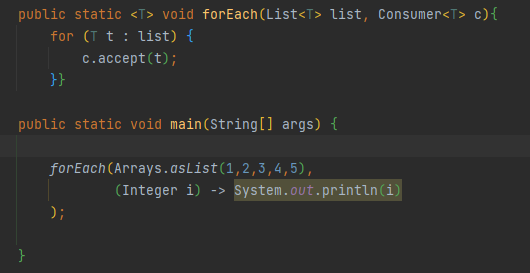 public static <T> void forEach(List<T> list, Consumer<T> c){
for (T t : list) {
c.accept(t);
}}
public static void main(String[] args) {
forEach(Arrays.asList(1,2,3,4,5),
(Integer i) -> System.out.println(i)
);
}